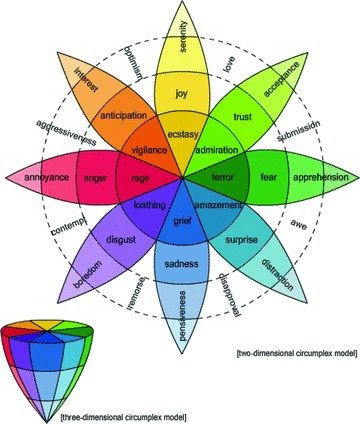 serenity
optimism
love
interest
acceptance
joy
anticipation
trust
ecstasy
aggressiveness
submission
vigilance
admiration
annoyance
anger
rage
terror
fear
apprehension
loathing
amazement
contempt
grief
awe
disgust
surprise
boredom
sadness
distraction
remorse
disapproval
pensiveness
[two-dimensional circumplex model]
[three-dimensional circumplex model]